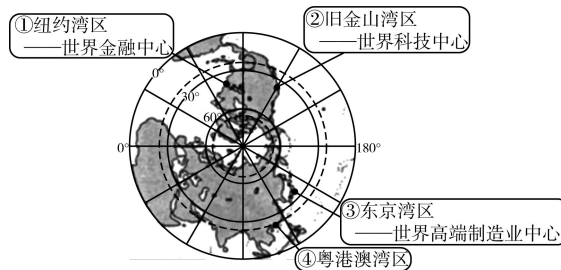 ①纽约湾区
——世界金融中心
②旧金山湾区
——世界科技中心
0°
30°
60°
0°
180°
③东京湾区
——世界高端制造业中心
④粤港澳湾区